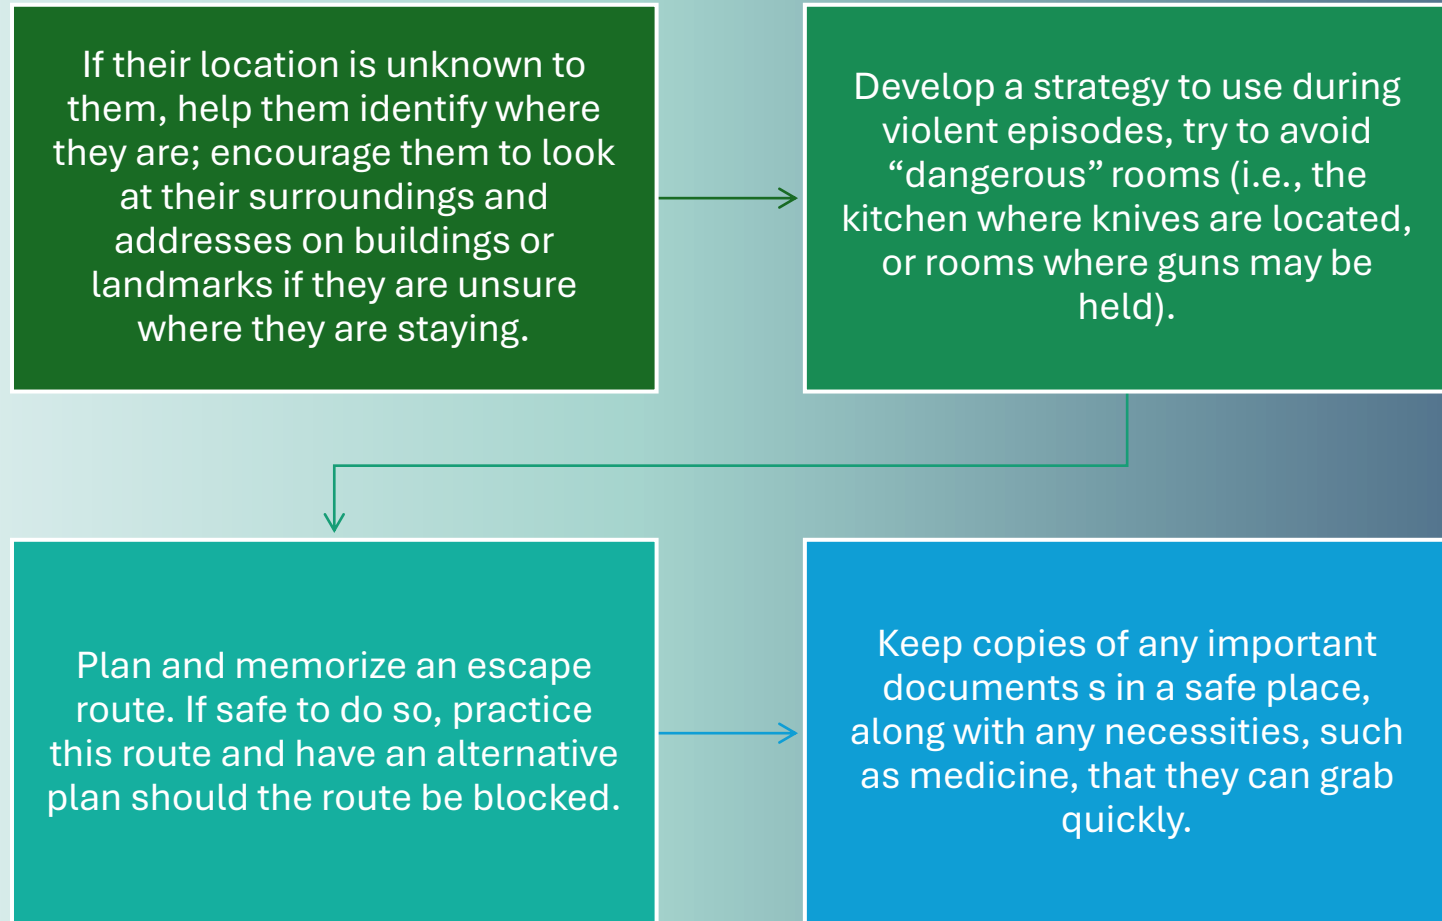 If their location is unknown to
them, help them identify where
they are; encourage them to look
at their surroundings and
addresses on buildings or
landmarks if they are unsure
where they are staying.
Develop a strategy to use during
violent episodes, try to avoid
“dangerous” rooms (i.e., the
kitchen where knives are located,
or rooms where guns may be
held).
Plan and memorize an escape
route. If safe to do so, practice
this route and have an alternative
plan should the route be blocked.
Keep copies of any important
documents s in a safe place,
along with any necessities, such
as medicine, that they can grab
quickly.